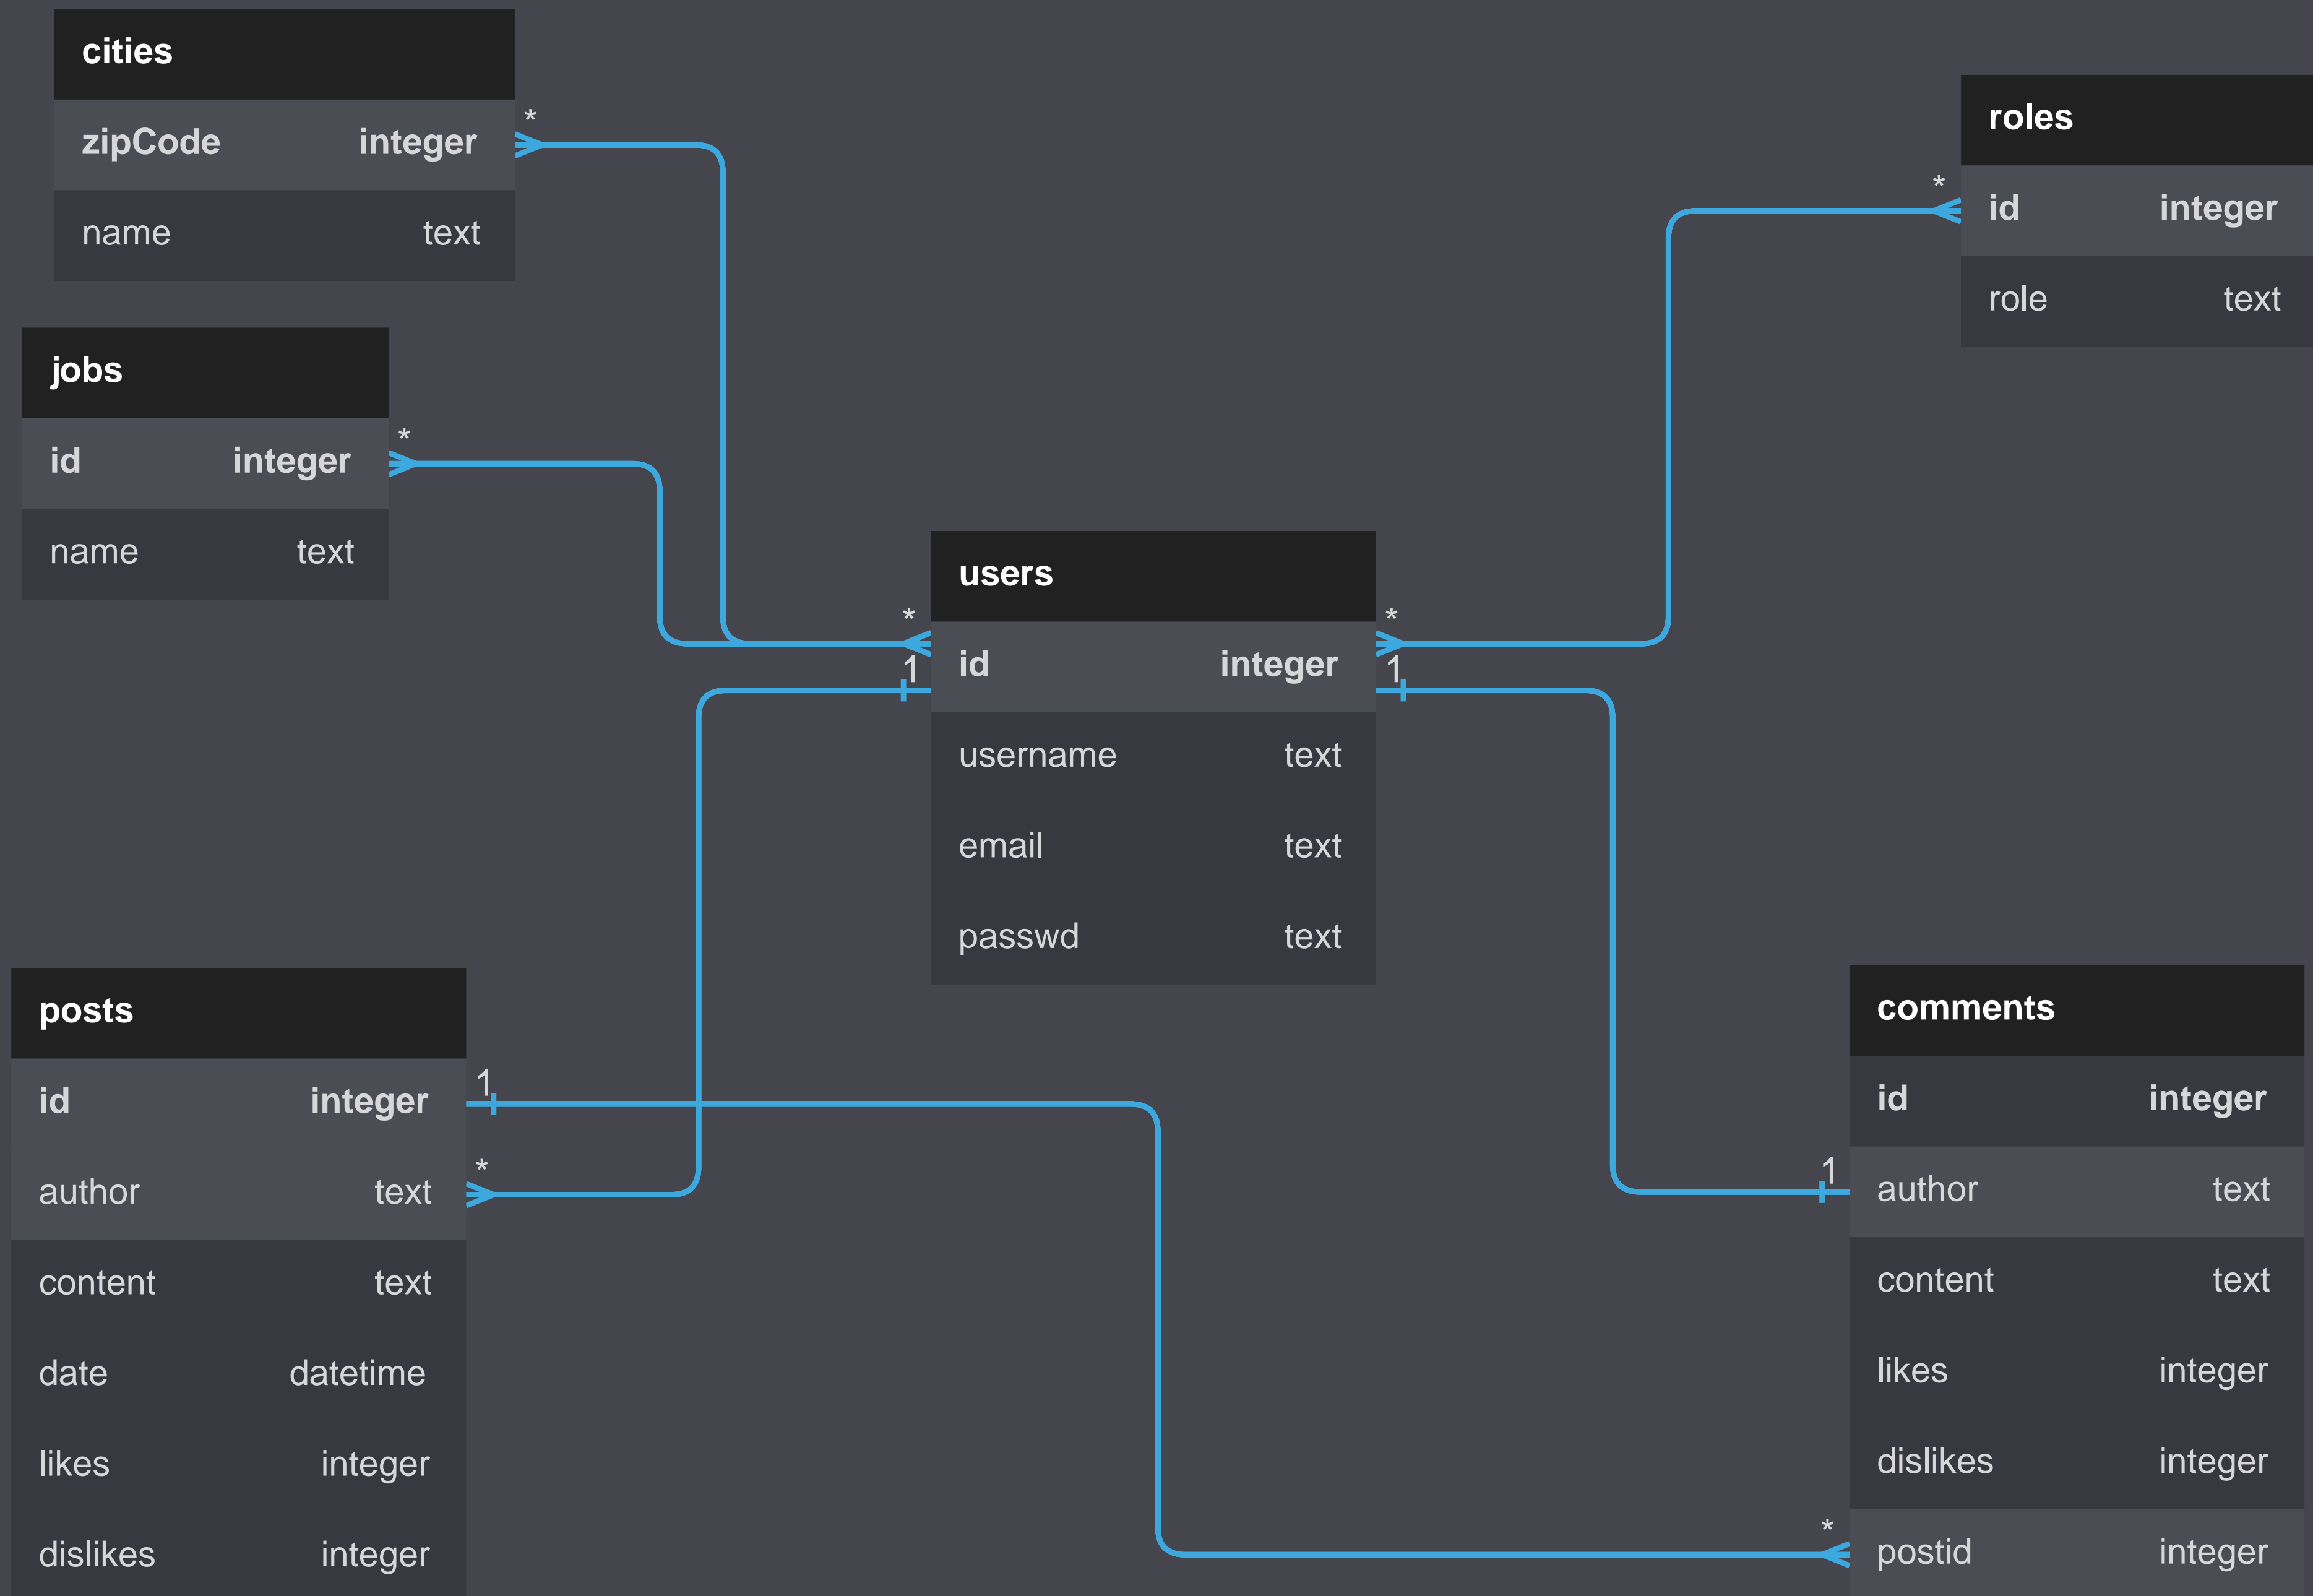 cities
*
zipCode integer
name text
roles
*
id integer
role text
jobs
*
id integer
name text
users
* *
id integer
1 1
username text
email text
passwd text
posts
1
id integer
*
author text
content text
date datetime
likes integer
dislikes integer
comments
id integer
1
author text
content text
likes integer
dislikes integer
*
postid integer